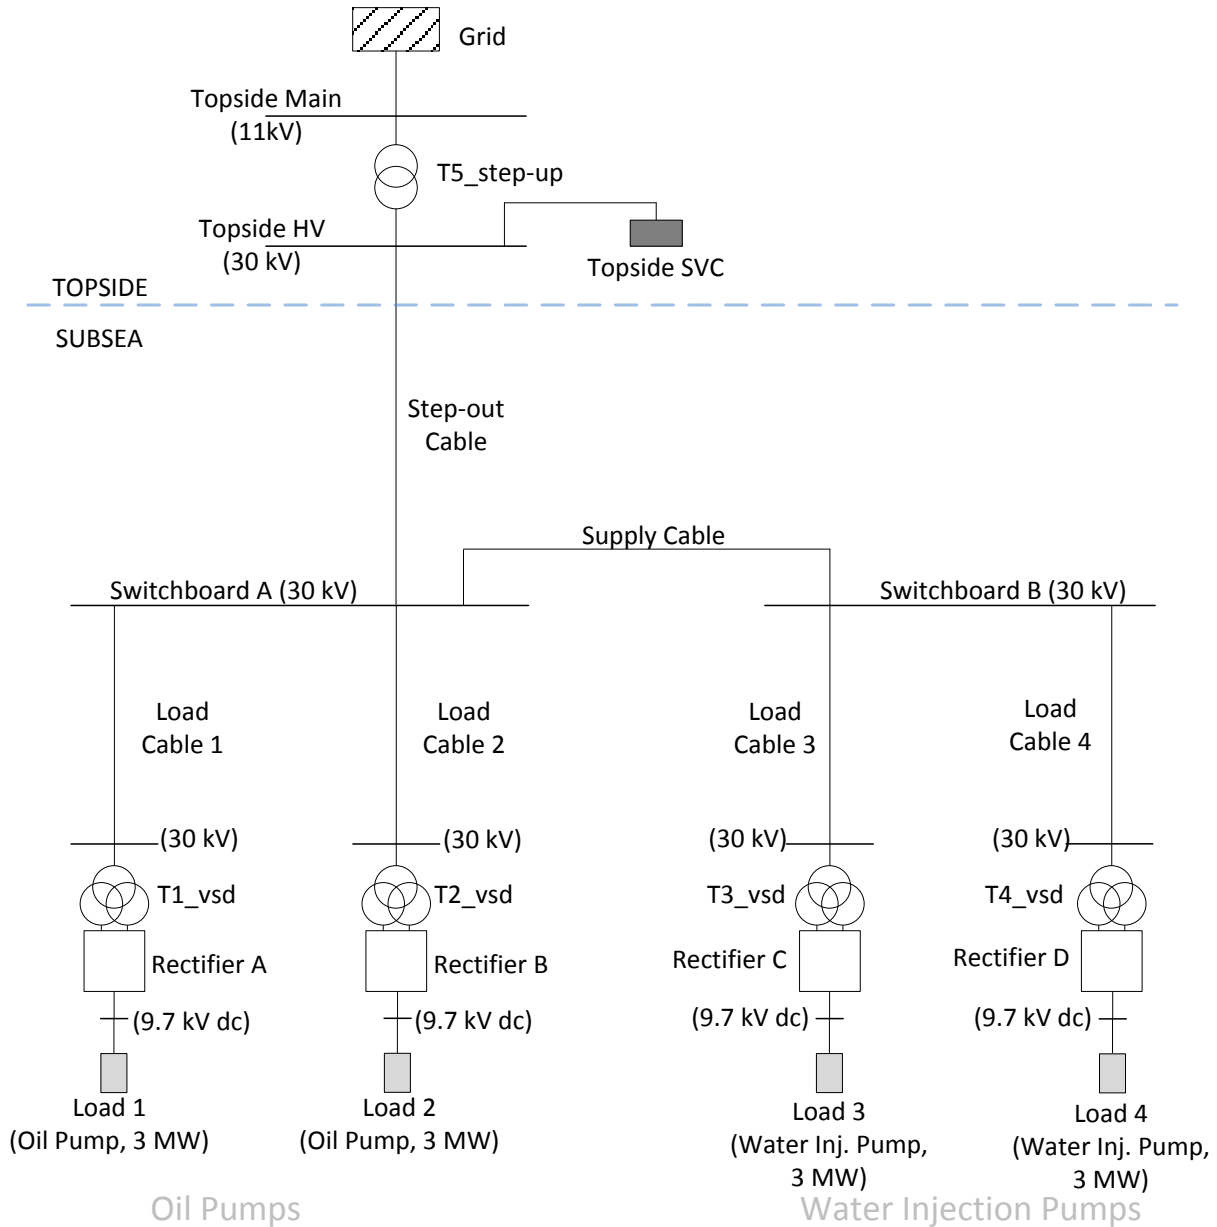 Grid
Topside Main
(11kV)
T5_step-up
Topside HV
(30 kV)
Topside SVC
TOPSIDE
SUBSEA
Step-out
Cable
Supply Cable
Switchboard A (30 kV)
Switchboard B (30 kV)
Load
Cable 1
Load
Cable 2
Load
Cable 3
Load
Cable 4
(30 kV)
(30 kV)
(30 kV)
(30 kV)
T1_vsd
T2_vsd
T3_vsd
T4_vsd
Rectifier A
Rectifier B
Rectifier C
Rectifier D
(9.7 kV dc)
(9.7 kV dc)
(9.7 kV dc)
(9.7 kV dc)
Load 1
(Oil Pump, 3 MW)
Load 2
(Oil Pump, 3 MW)
Load 3
(Water Inj. Pump,
3 MW)
Load 4
(Water Inj. Pump,
3 MW)
Oil Pumps
Water Injection Pumps